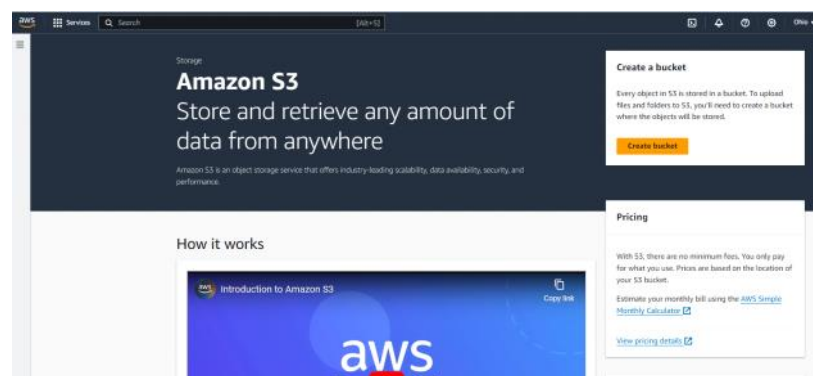 aws
Services
Search
[Alt+S]
Ohio
Storage
Amazon S3
Store and retrieve any amount of
data from anywhere
Amazon S3 is an object storage service that offers industry-leading scalability, data availability, security, and
performance.
Create a bucket
Every object in S3 is stored in a bucket. To upload
files and folders to S3, you'll need to create a bucket
where the objects will be stored.
Create bucket
Pricing
With S3, there are no minimum fees. You only pay
for what you use. Prices are based on the location of
your S3 bucket.
Estimate your monthly bill using the AWS Simple
Monthly Calculator
View pricing details
How it works
aws
Introduction to Amazon S3
Copy link
aws